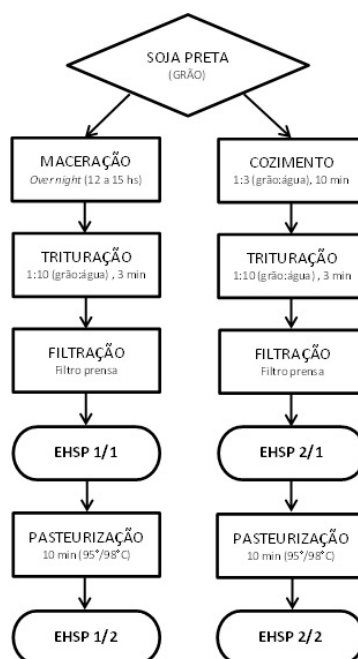 SOJA PRETA
(GRÃO)
MACERAÇÃO
Overnight (12 a 15 hs)
TRITURAÇÃO
1:10 (grão:água) , 3 min
FILTRAÇÃO
Filtro prensa
EHSP 1/1
PASTEURIZAÇÃO
10 min (95°/98°C)
EHSP 1/2
COZIMENTO
1:3 (grão:água), 10 min
TRITURAÇÃO
1:10 (grão:água) , 3 min
FILTRAÇÃO
Filtro prensa
EHSP 2/1
PASTEURIZAÇÃO
10 min (95°/98°C)
EHSP 2/2